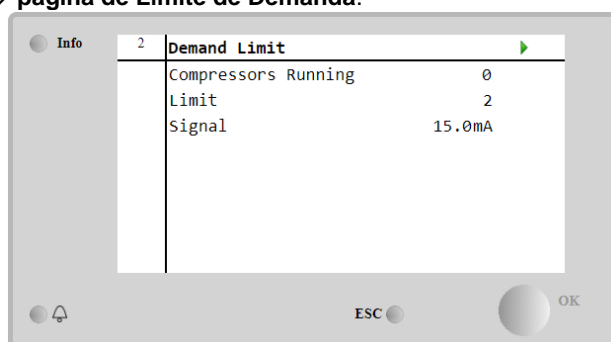 página de Límite de Demanda.
Info
2 Demand Limit
Compressors Running 0
Limit 2
Signal 15.0mA
ESC
OK